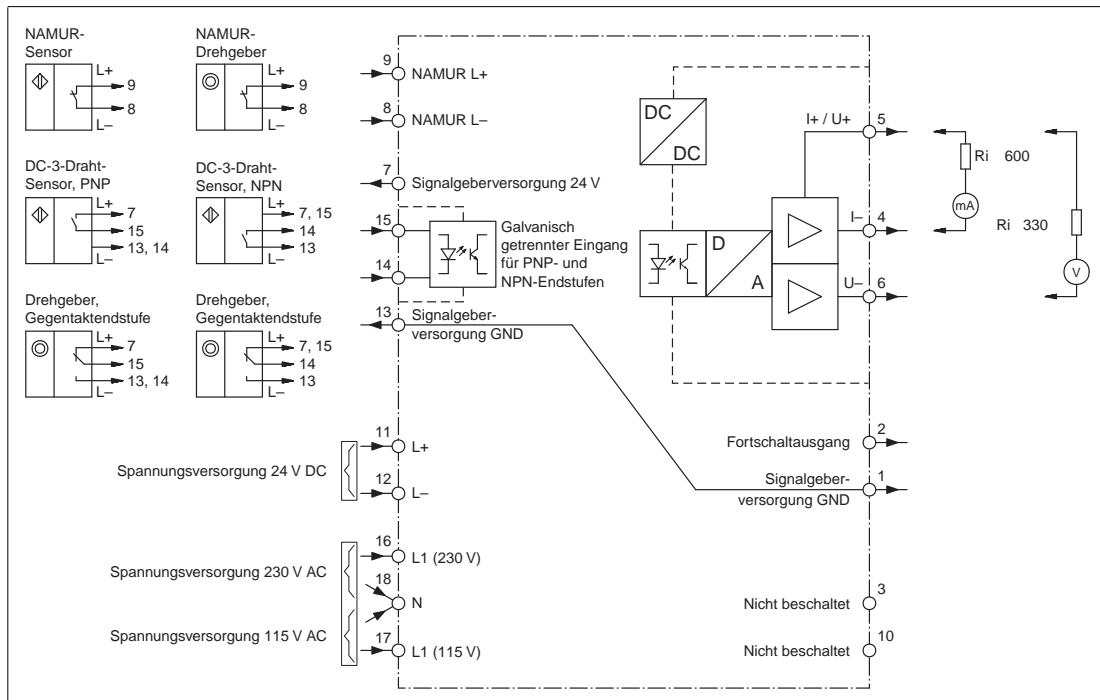 NAMUR-
Sensor
L+
9
8
L–
NAMUR-
Drehgeber
L+
9
8
L–
DC-3-Draht-
Sensor, PNP
L+
7
15
13, 14
L–
DC-3-Draht-
Sensor, NPN
L+
7, 15
14
13
L–
Drehgeber,
Gegentaktendstufe
L+
7
15
13, 14
L–
Drehgeber,
Gegentaktendstufe
L+
7, 15
14
13
L–
9
NAMUR L+
8
NAMUR L–
7
Signalgeberversorgung 24 V
15
14
Galvanisch
getrennter Eingang
für PNP- und
NPN-Endstufen
13
Signalgeber-
versorgung GND
Spannungsversorgung 24 V DC
11
L+
12
L–
Spannungsversorgung 230 V AC
16
L1 (230 V)
18
N
Spannungsversorgung 115 V AC
17
L1 (115 V)
DC
DC
D
A
I+ / U+
5
I–
4
U–
6
Ri 600
mA
Ri 330
V
Fortschaltausgang
2
Signalgeber-
versorgung GND
1
Nicht beschaltet
3
Nicht beschaltet
10